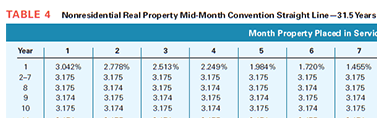 TABLE 4 Nonresidential Real Property Mid-Month Convention Straight Line—31.5 Years
Month Property Placed in
Year 1 2 3 4 5 6 7
1 3.042% 2.778% 2.513% 2.249% 1.984% 1.720% 1.455%
2–7 3.175 3.175 3.175 3.175 3.175 3.175 3.175
8 3.175 3.174 3.175 3.174 3.175 3.175 3.175
9 3.174 3.175 3.174 3.175 3.174 3.175 3.174
10 3.175 3.174 3.175 3.174 3.175 3.174 3.175